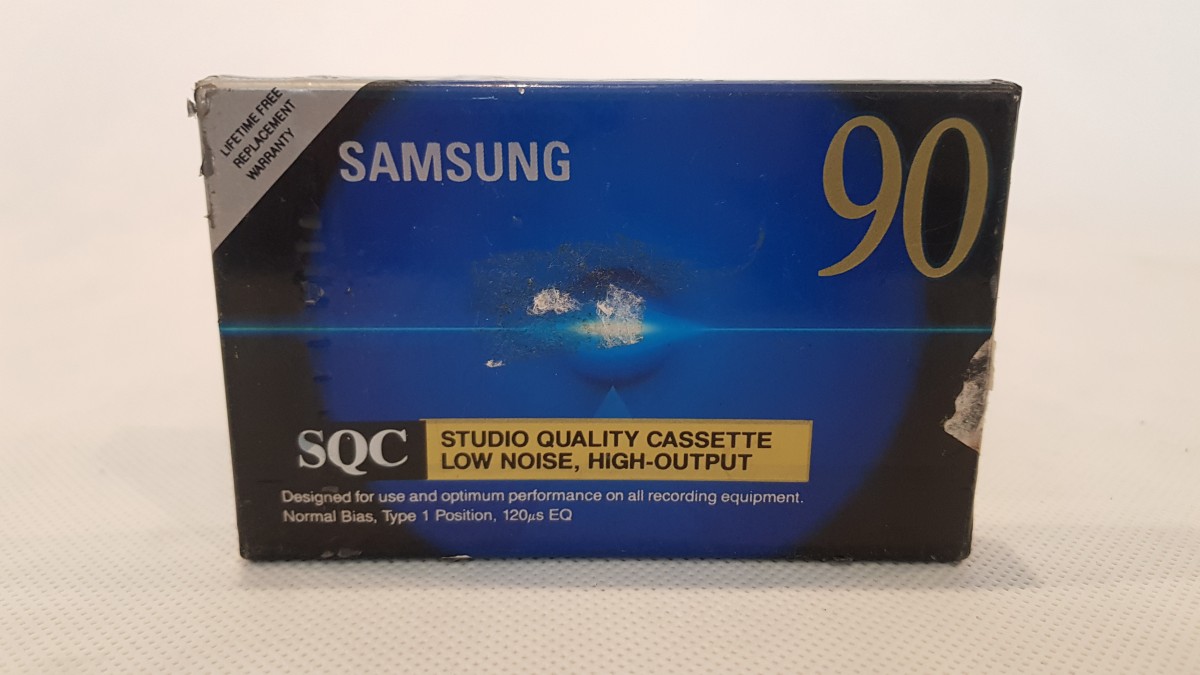 LIFETIME FREE
REPLACEMENT
WARRANTY
SAMSUNG
90
SQC
STUDIO QUALITY CASSETTE
LOW NOISE, HIGH-OUTPUT
Designed for use and optimum performance on all recording equipment.
Normal Bias, Type 1 Position, 120µs EQ